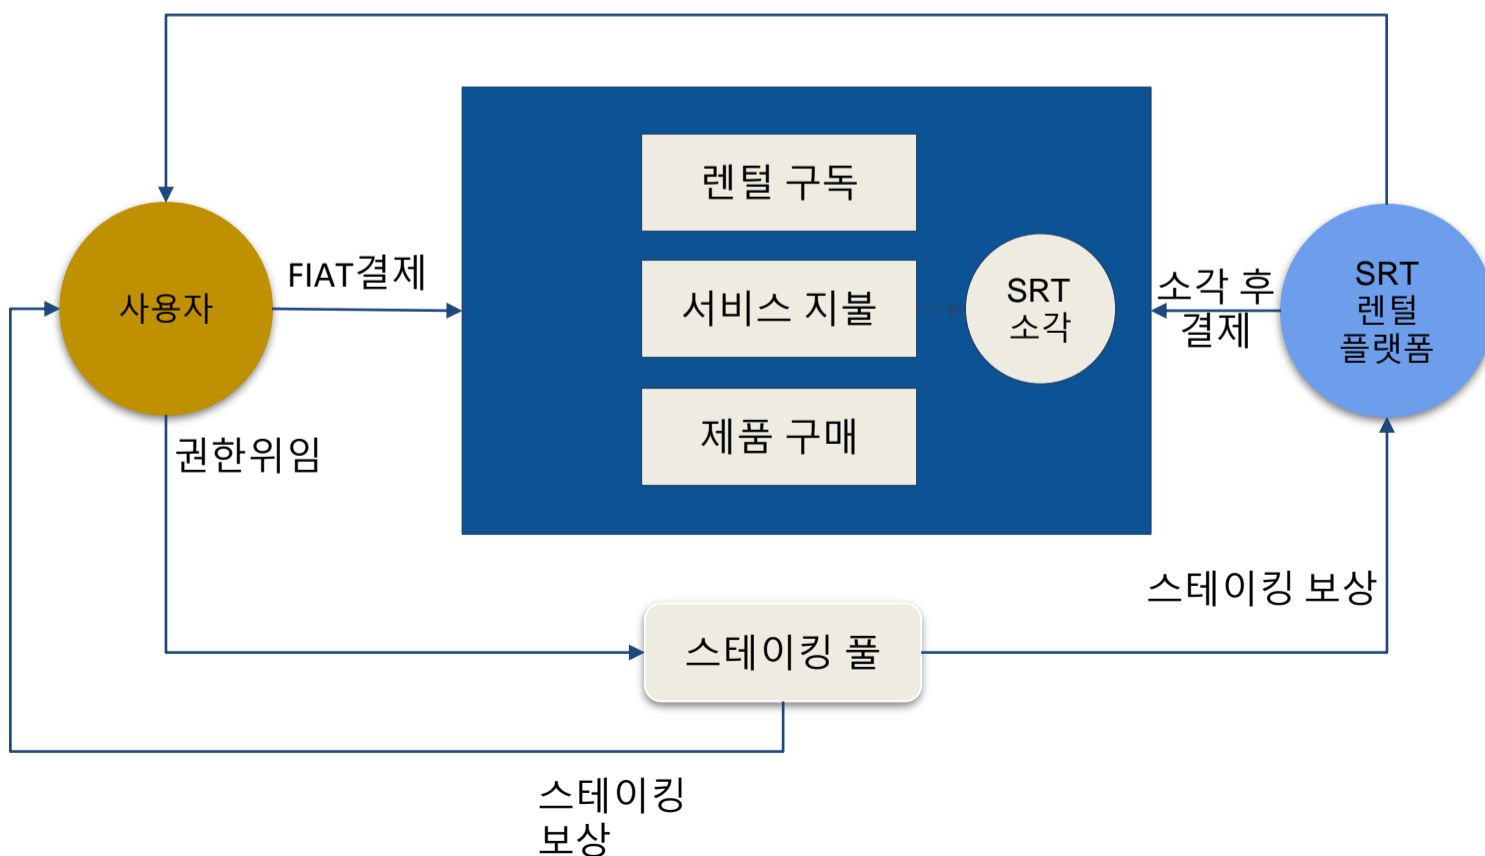 렌털 구독
사용자
FIAT결제
서비스 지불
SRT
소각
소각 후
결제
SRT
렌털
플랫폼
제품 구매
권한위임
스테이킹 보상
스테이킹 풀
스테이킹
보상